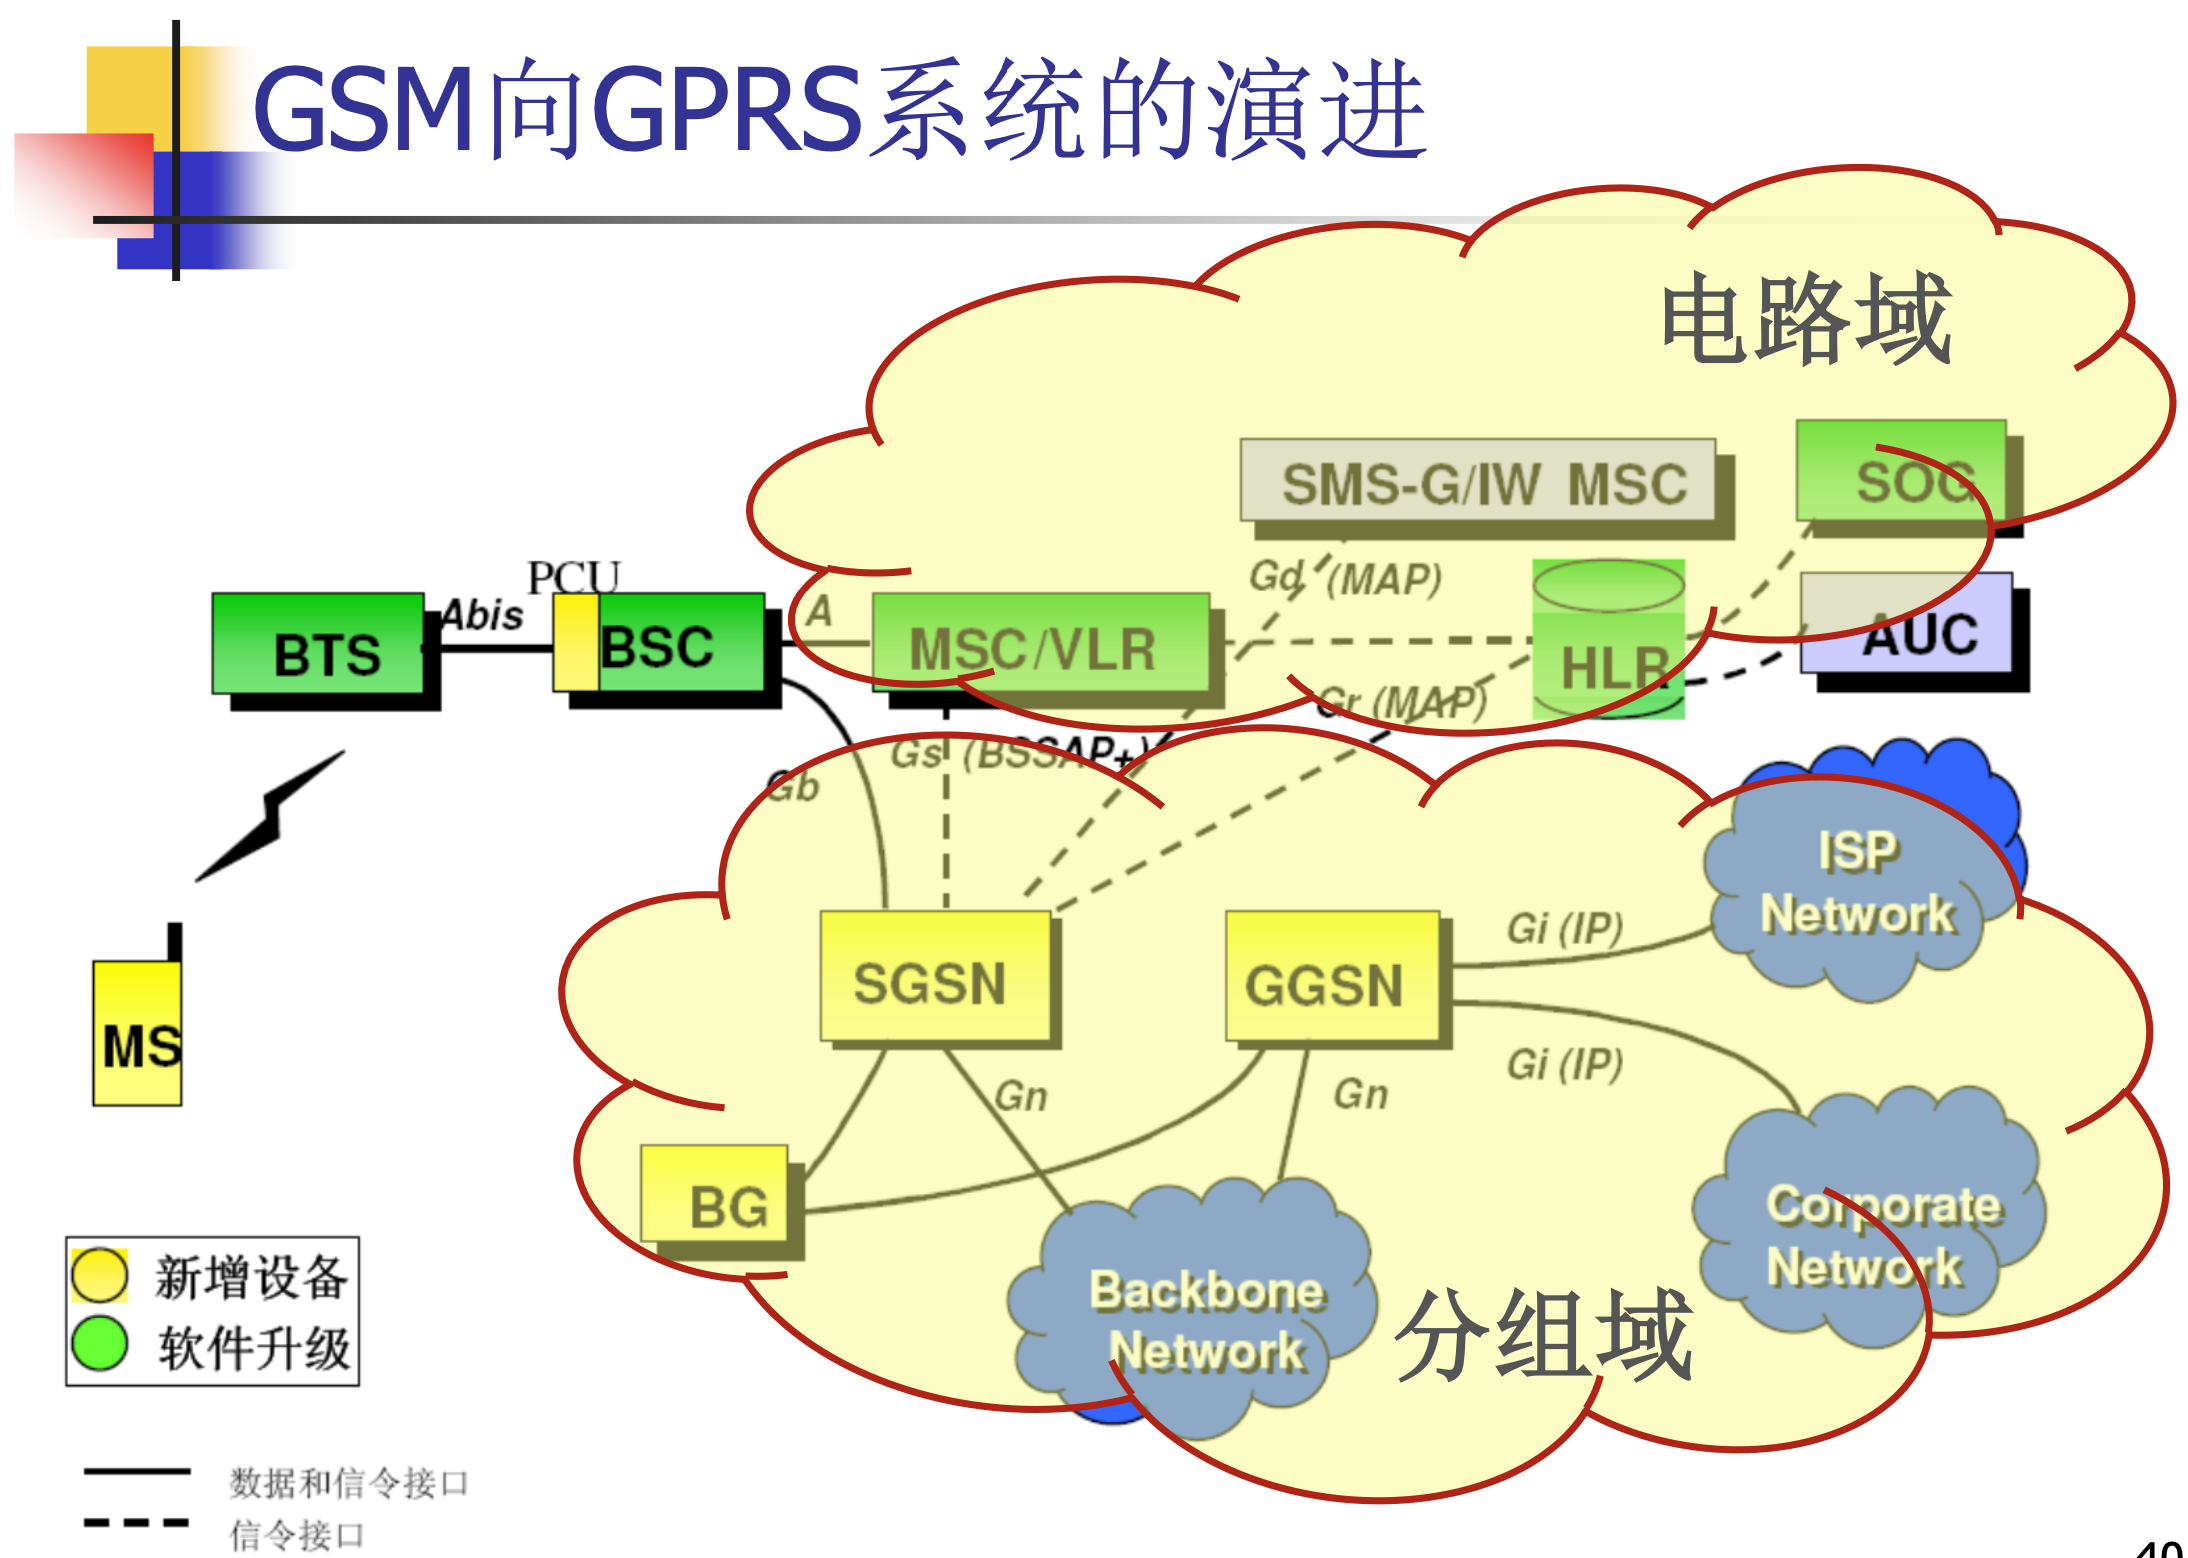 GSM向GPRS系统的演进
电路域
SMS-G/IW MSC
SOG
Gd (MAP)
PCU
Abis
A
BTS
BSC
MSC/VLR
HLR
AUC
Gr (MAP)
Gs (BSSAP+)
Gb
ISP
Network
Gi (IP)
SGSN
GGSN
MS
Gi (IP)
Gn
Gn
BG
Corporate
Network
Backbone
Network
分组域
新增设备
软件升级
数据和信令接口
信令接口
40